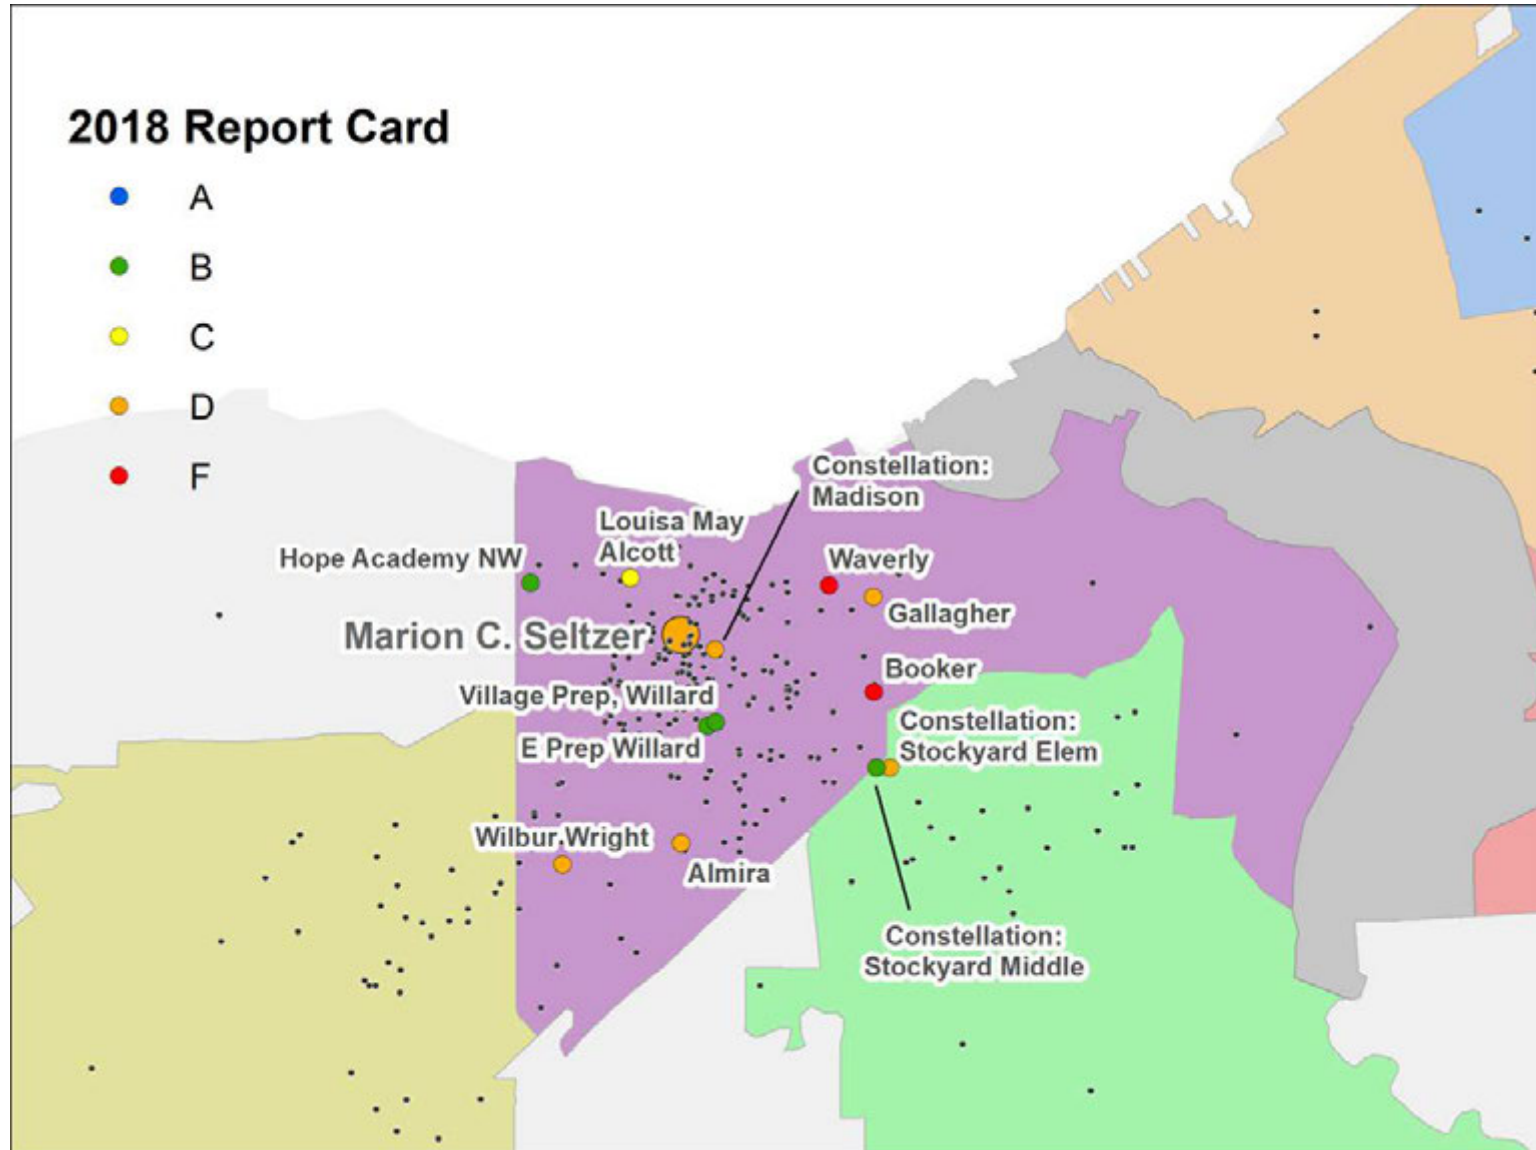 2018 Report Card
A
B
C
D
F
Constellation:
Madison
Louisa May
Alcott
Hope Academy NW
Waverly
Gallagher
Marion C. Seltzer
Booker
Village Prep, Willard
Constellation:
Stockyard Elem
E Prep Willard
Wilbur Wright
Almira
Constellation:
Stockyard Middle